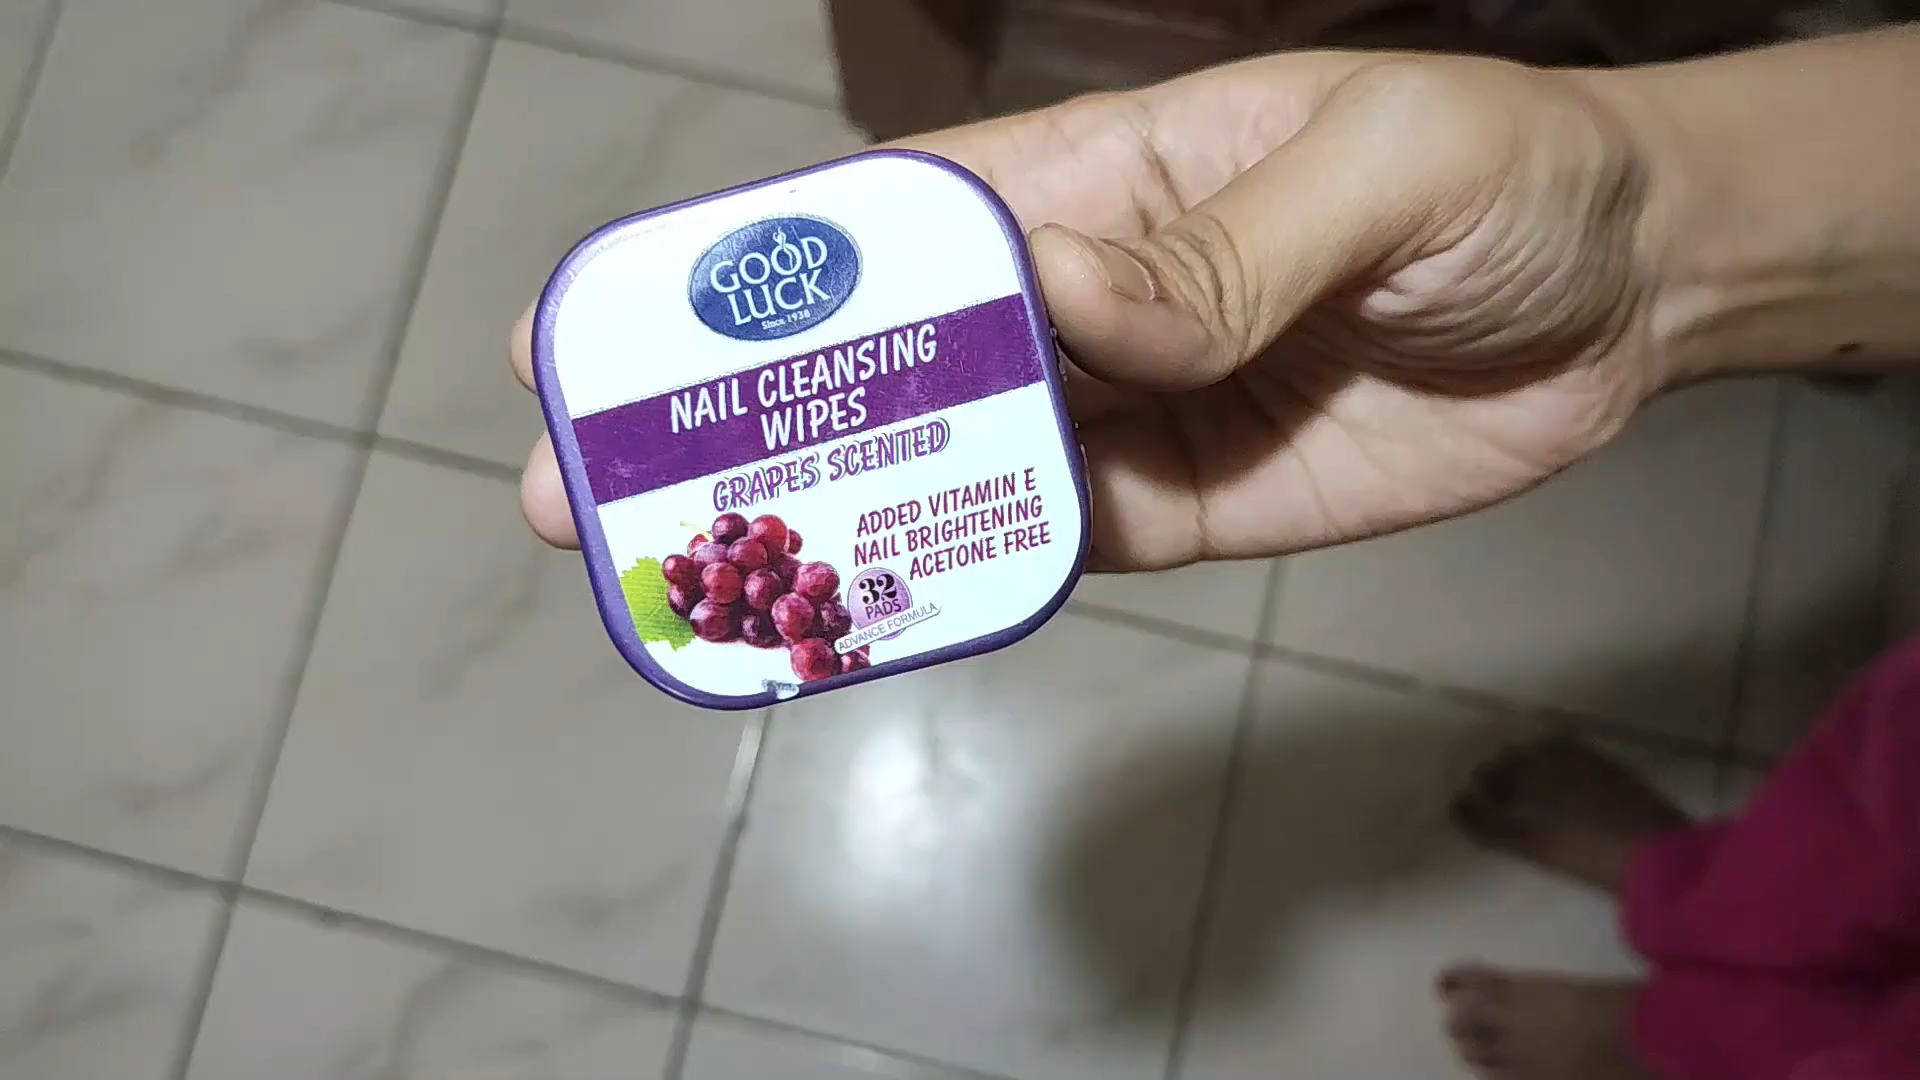 GOOD
LUCK
Since 1938
NAIL CLEANSING
WIPES
GRAPES SCENTED
ADDED VITAMIN E
NAIL BRIGHTENING
ACETONE FREE
32
PADS
ADVANCE FORMULA